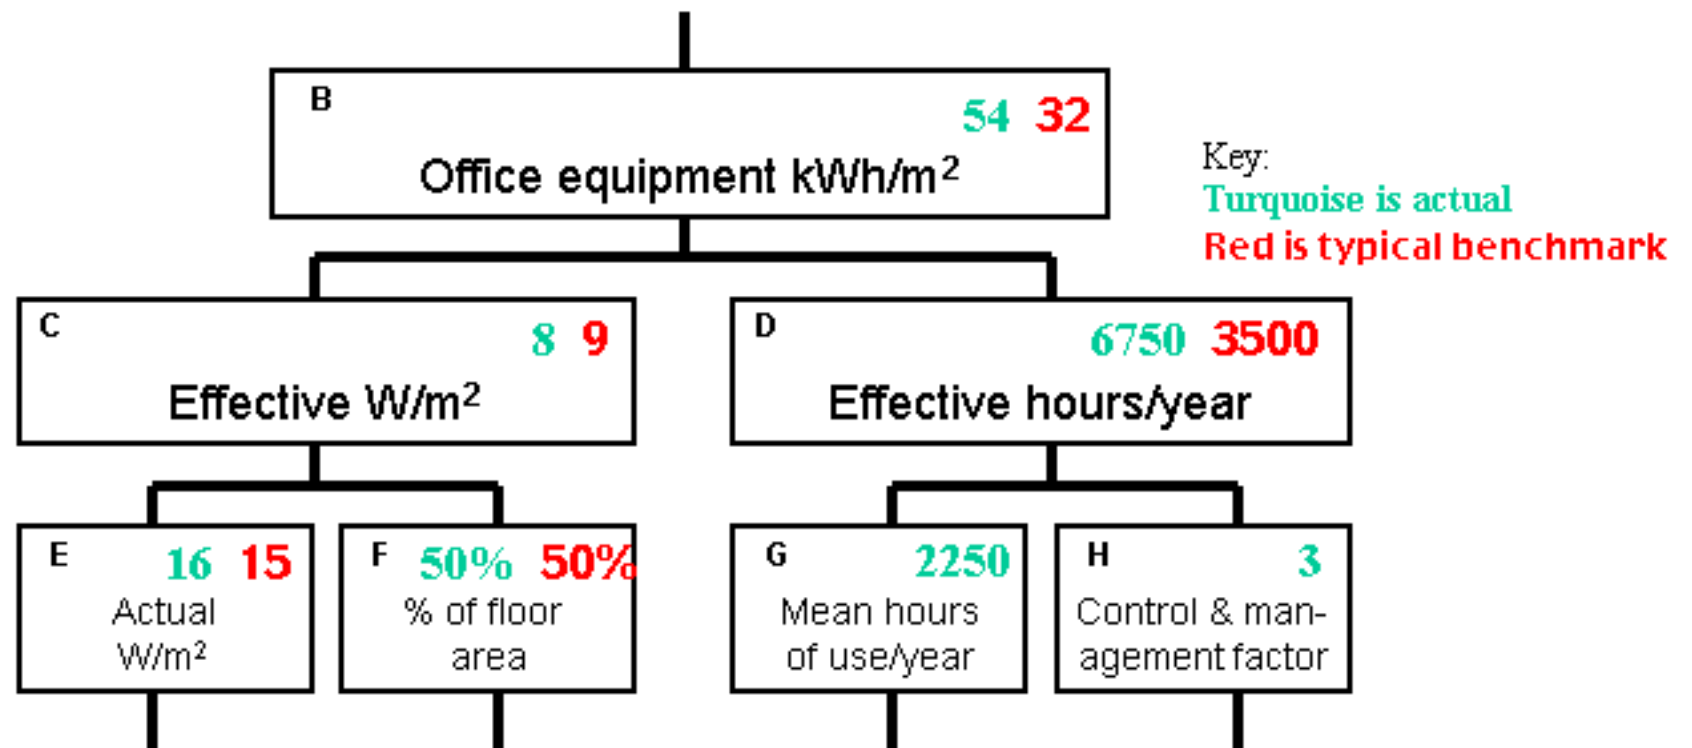 B
54 32
Office equipment kWh/m²
Key:
Turquoise is actual
Red is typical benchmark
C
8 9
Effective W/m²
D
6750 3500
Effective hours/year
E 16 15
Actual
W/m²
F 50% 50%
% of floor
area
G 2250
Mean hours
of use/year
H 3
Control & man-
agement factor